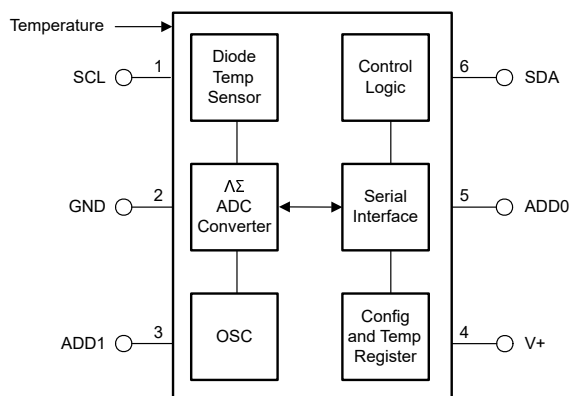 Temperature
SCL
1
Diode
Temp
Sensor
Control
Logic
6
SDA
GND
2
ΛΣ
ADC
Converter
Serial
Interface
5
ADD0
ADD1
3
OSC
Config
and Temp
Register
4
V+